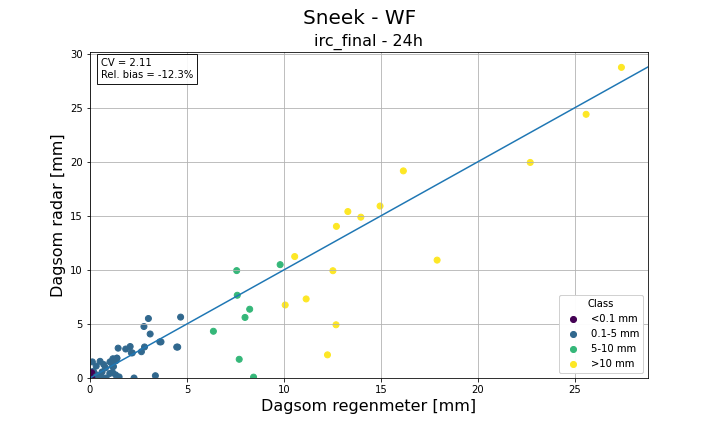 Sneek - WF
irc_final - 24h
CV = 2.11
Rel. bias = -12.3%
Dagsom radar [mm]
30
25
20
15
10
5
0
0
5
10
15
20
25
Dagsom regenmeter [mm]
Class
<0.1 mm
0.1-5 mm
5-10 mm
>10 mm